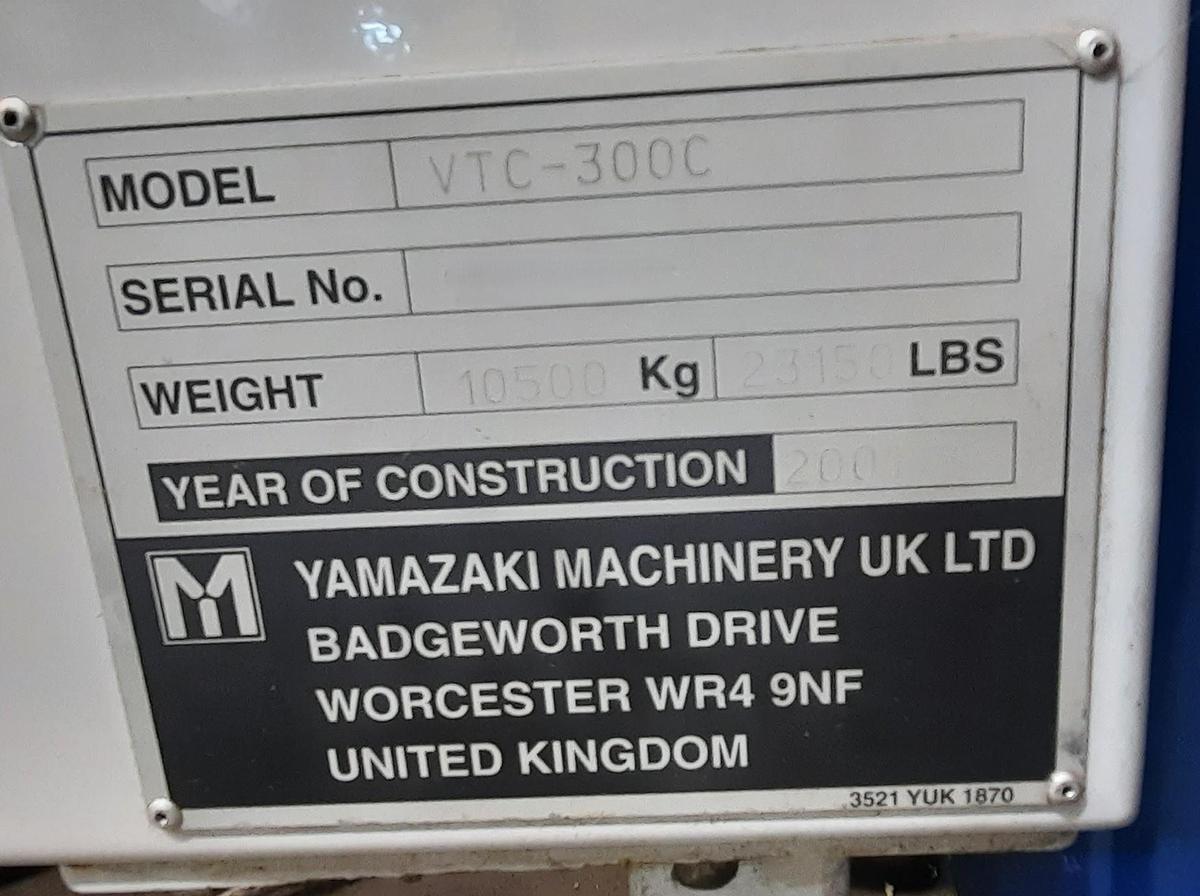 MODEL VTC-300C
SERIAL No.
WEIGHT 10500 Kg 23150 LBS
YEAR OF CONSTRUCTION
YAMAZAKI MACHINERY UK LTD
BADGEWORTH DRIVE
WORCESTER WR4 9NF
UNITED KINGDOM
3521 YUK 1870